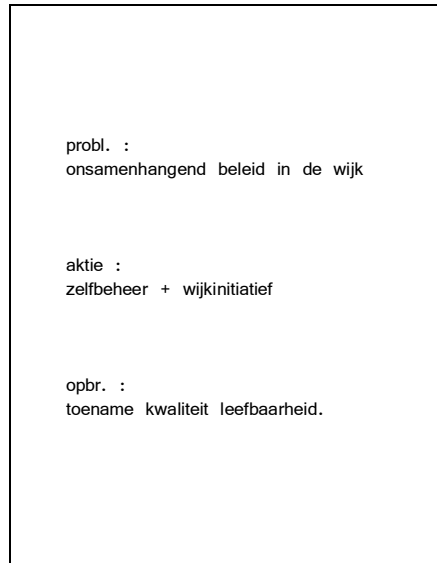 probl. :
onsamenhangend beleid in de wijk
aktie :
zelfbeheer + wijkinitiatief
opbr. :
toename kwaliteit leefbaarheid.